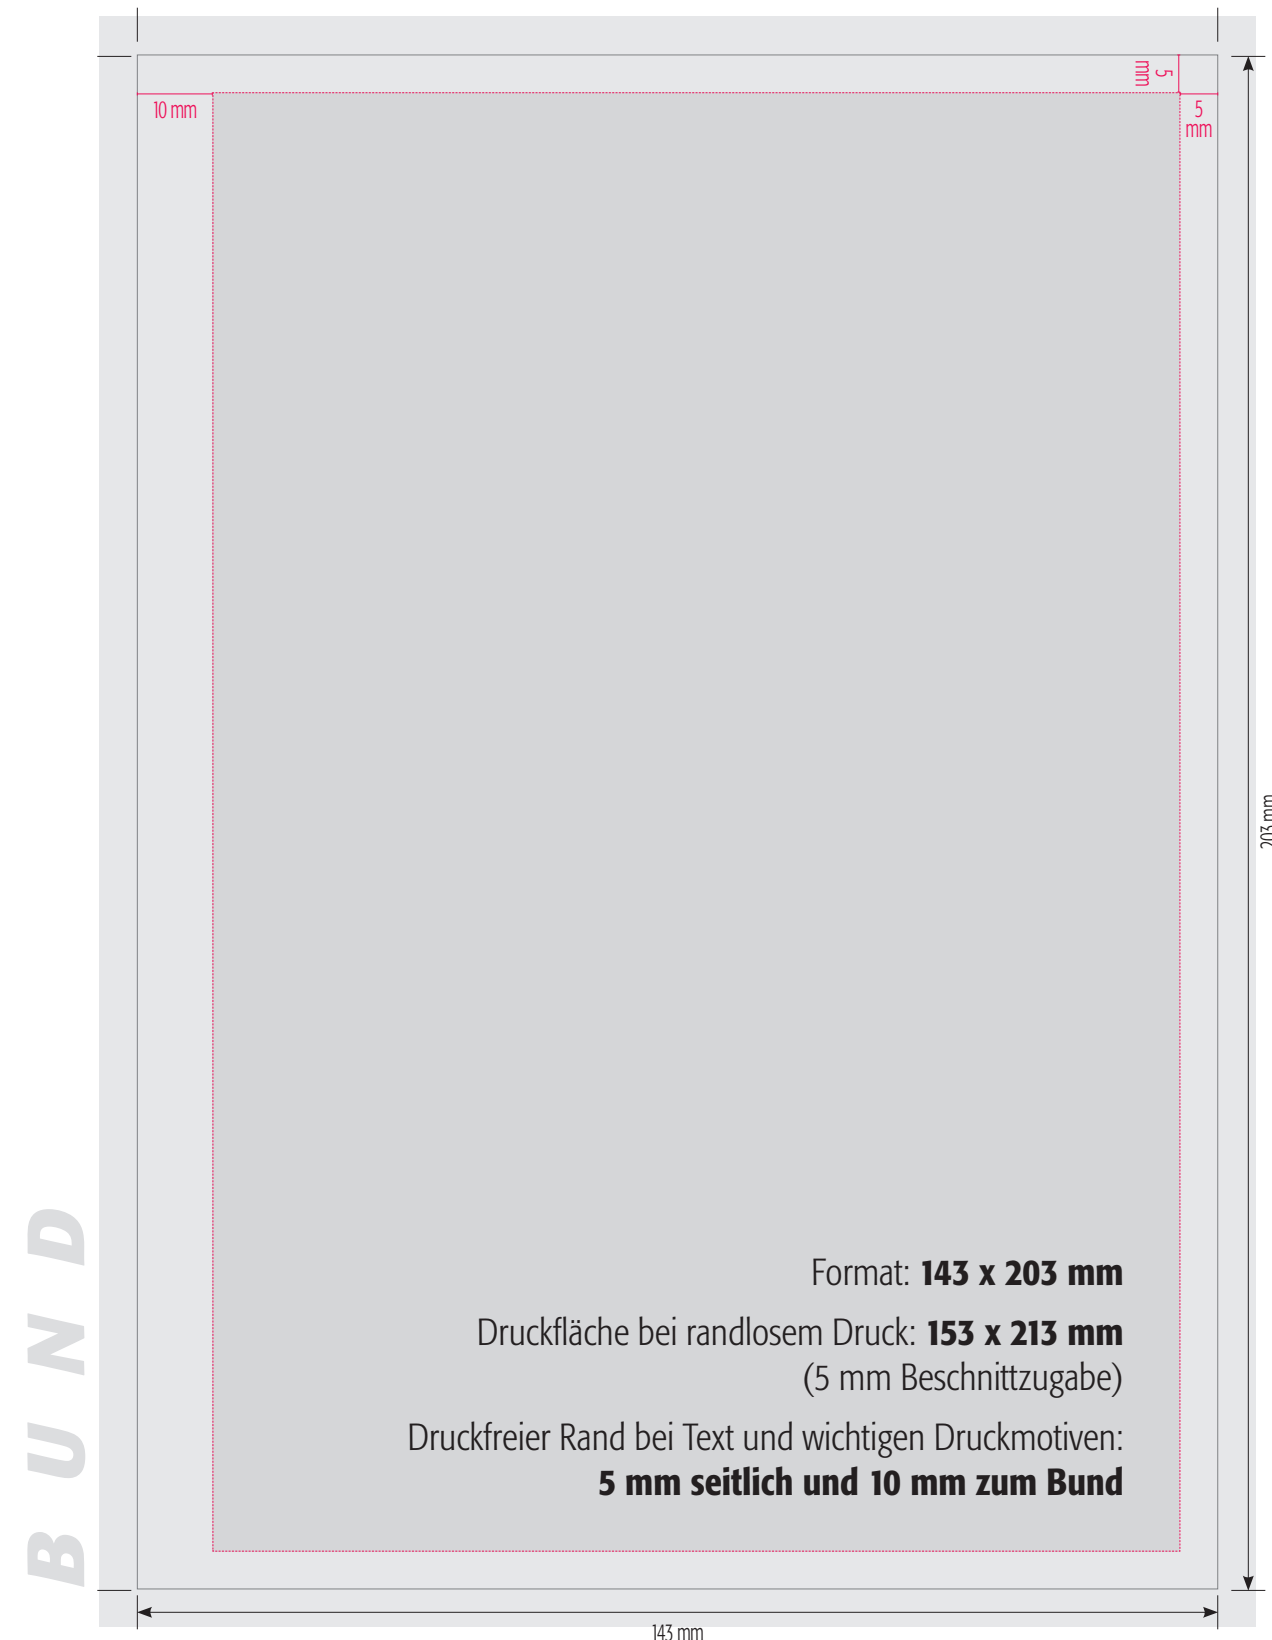 5
mm
10 mm
5
mm
203 mm
Format: 143 x 203 mm
Druckfläche bei randlosem Druck: 153 x 213 mm
(5 mm Beschnittzugabe)
Druckfreier Rand bei Text und wichtigen Druckmotiven:
5 mm seitlich und 10 mm zum Bund
BUND
143 mm